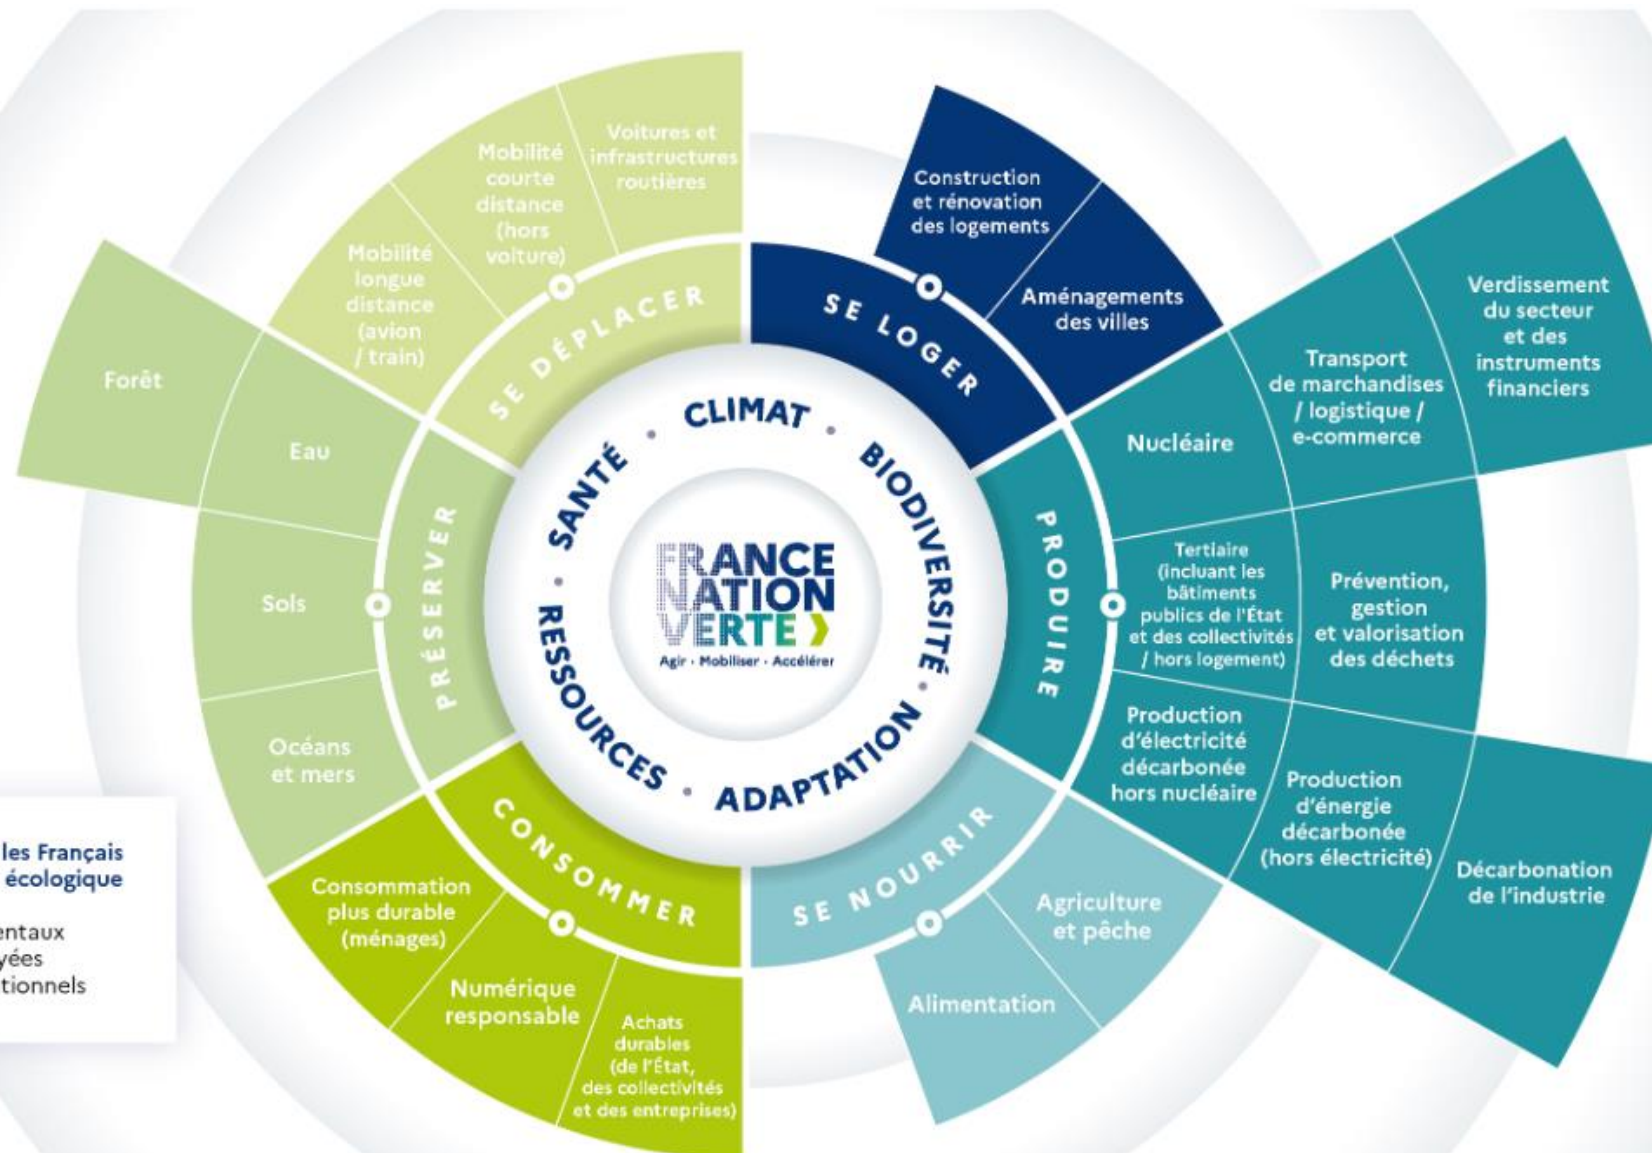 Voitures et
infrastructures
routières
Mobilité
courte
distance
(hors
voiture)
Mobilité
longue
distance
(avion
/ train)
SE DÉPLACER
Construction
et rénovation
des logements
Aménagements
des villes
SE LOGER
Verdissement
du secteur
et des
instruments
financiers
Transport
de marchandises
/ logistique /
e-commerce
Nucléaire
Tertiaire
(incluant les
bâtiments
publics de l'État
et des collectivités
/ hors logement)
Prévention,
gestion
et valorisation
des déchets
Production
d'électricité
décarbonée
hors nucléaire
Production
d'énergie
décarbonée
(hors électricité)
Décarbonation
de l'industrie
PRODUIRE
Agriculture
et pêche
Alimentation
SE NOURRIR
Achats
durables
(de l'État,
des collectivités
et des entreprises)
Numérique
responsable
Consommation
plus durable
(ménages)
CONSOMMER
Océans
et mers
Sols
Eau
Forêt
PRÉSERVER
CLIMAT • BIODIVERSITÉ • ADAPTATION • RESSOURCES • SANTÉ •
FRANCE
NATION
VERTE
Agir • Mobiliser • Accélérer
les Français
écologique
entaux
yées
tionnels